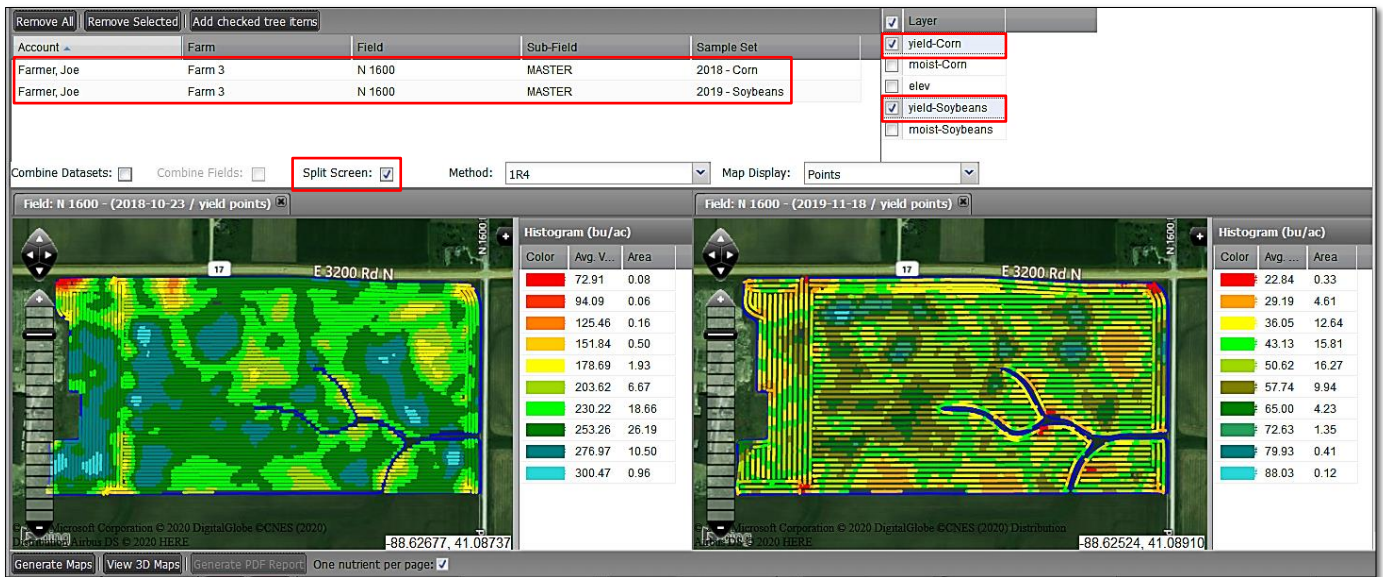 Remove All Remove Selected Add checked tree items
Layer
Account Farm Field Sub-Field Sample Set
yield-Corn
Farmer, Joe Farm 3 N 1600 MASTER 2018 - Corn
moist-Corn
Farmer, Joe Farm 3 N 1600 MASTER 2019 - Soybeans
elev
yield-Soybeans
moist-Soybeans
Combine Datasets: Combine Fields: Split Screen: Method: 1R4 Map Display: Points
Field: N 1600 - (2018-10-23 / yield points)
Histogram (bu/ac)
Color Avg. V... Area
72.91 0.08
94.09 0.06
125.46 0.16
151.84 0.50
178.69 1.93
203.62 6.67
230.22 18.66
253.26 26.19
276.97 10.50
300.47 0.96
N 1600
17
E 3200 Rd N
Microsoft Corporation © 2020 DigitalGlobe ©CNES (2020)
Distribution Airbus DS © 2020 HERE
-88.62677, 41.08737
Field: N 1600 - (2019-11-18 / yield points)
Histogram (bu/ac)
Color Avg. ... Area
22.84 0.33
29.19 4.61
36.05 12.64
43.13 15.81
50.62 16.27
57.74 9.94
65.00 4.23
72.63 1.35
79.93 0.41
88.03 0.12
N 1600
17
E 3200 Rd N
Microsoft Corporation © 2020 DigitalGlobe ©CNES (2020) Distribution
Airbus DS © 2020 HERE
-88.62524, 41.08910
Generate Maps View 3D Maps Generate PDF Report One nutrient per page: